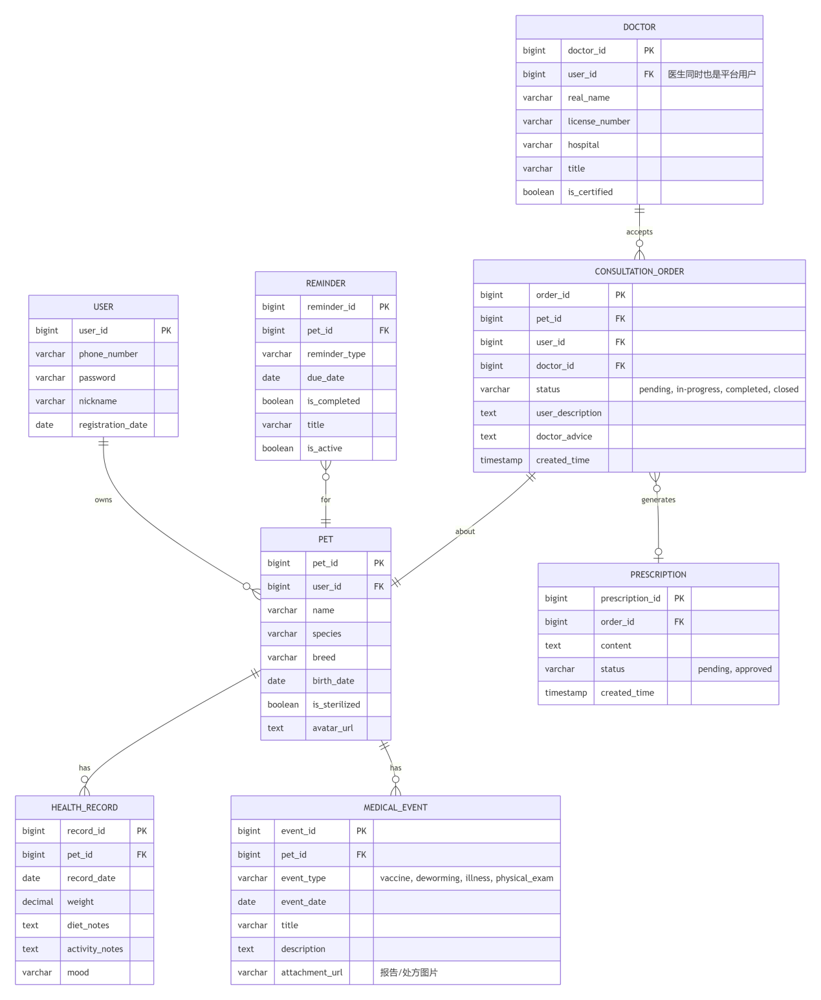 DOCTOR
bigint doctor_id PK
bigint user_id FK 医生同时也是平台用户
varchar real_name
varchar license_number
varchar hospital
varchar title
boolean is_certified
accepts
CONSULTATION_ORDER
bigint order_id PK
bigint pet_id FK
bigint user_id FK
bigint doctor_id FK
varchar status pending, in-progress, completed, closed
text user_description
text doctor_advice
timestamp created_time
REMINDER
bigint reminder_id PK
bigint pet_id FK
varchar reminder_type
date due_date
boolean is_completed
varchar title
boolean is_active
USER
bigint user_id PK
varchar phone_number
varchar password
varchar nickname
date registration_date
owns
for
about
generates
PET
bigint pet_id PK
bigint user_id FK
varchar name
varchar species
varchar breed
date birth_date
boolean is_sterilized
text avatar_url
PRESCRIPTION
bigint prescription_id PK
bigint order_id FK
text content
varchar status pending, approved
timestamp created_time
has
has
HEALTH_RECORD
bigint record_id PK
bigint pet_id FK
date record_date
decimal weight
text diet_notes
text activity_notes
varchar mood
MEDICAL_EVENT
bigint event_id PK
bigint pet_id FK
varchar event_type vaccine, deworming, illness, physical_exam
date event_date
varchar title
text description
varchar attachment_url 报告/处方图片